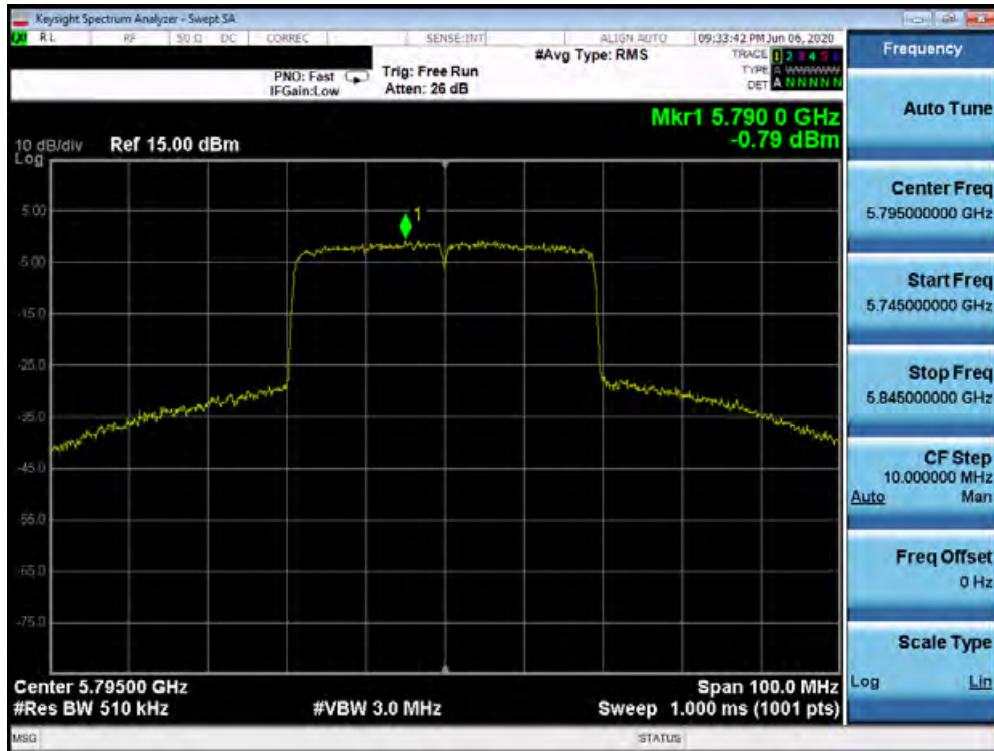 Keysight Spectrum Analyzer - Swept SA
RL RF 50 Ω DC CORREC SENSE:INT ALIGN AUTO 09:33:42 PM Jun 06, 2020
#Avg Type: RMS TRACE 1 2 3 4 5 6
PNO: Fast Trig: Free Run TYPE A WWWWW
IFGain:Low Atten: 26 dB DET A N N N N N
Mkr1 5.790 0 GHz
-0.79 dBm
10 dB/div Ref 15.00 dBm
Log
1
5.00
-5.00
-15.0
-25.0
-35.0
-45.0
-55.0
-65.0
-75.0
Center 5.79500 GHz Span 100.0 MHz
#Res BW 510 kHz #VBW 3.0 MHz Sweep 1.000 ms (1001 pts)
MSG STATUS
Frequency
Auto Tune
Center Freq
5.795000000 GHz
Start Freq
5.745000000 GHz
Stop Freq
5.845000000 GHz
CF Step
10.000000 MHz
Auto Man
Freq Offset
0 Hz
Scale Type
Log Lin